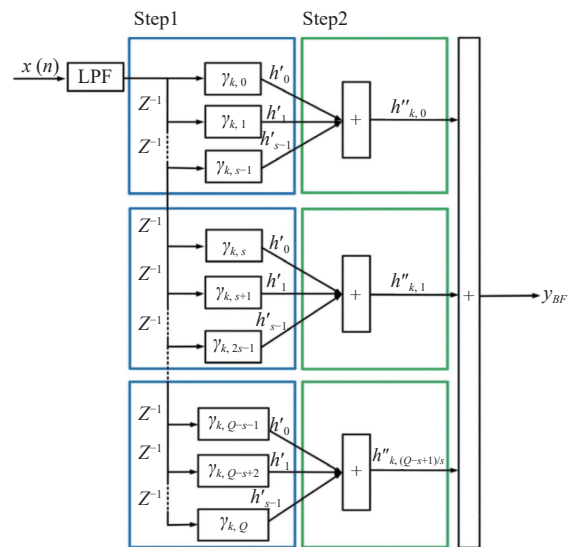 Step1 Step2
x (n) LPF γk, 0 h′0
Z⁻¹ γk, 1 h′1 + h″k, 0
Z⁻¹ γk, s−1 h′s−1
Z⁻¹ γk, s h′0
Z⁻¹ γk, s+1 h′1 + h″k, 1 + yBF
Z⁻¹ γk, 2s−1 h′s−1
Z⁻¹ γk, Q−s−1 h′0
Z⁻¹ γk, Q−s+2 h′1 + h″k, (Q−s+1)/s
Z⁻¹ γk, Q h′s−1